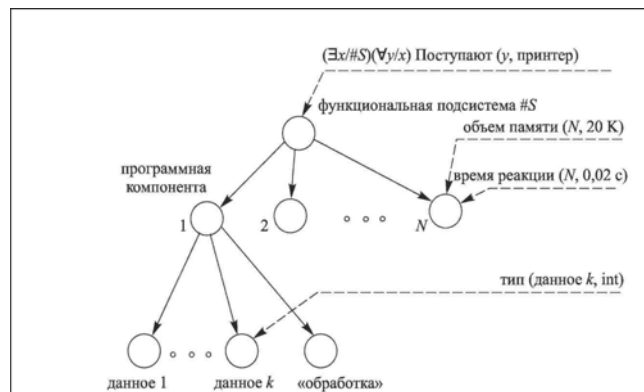 (∃x/#S)(∀y/x) Поступают (y, принтер)
функциональная подсистема #S
объем памяти (N, 20 K)
программная
компонента
время реакции (N, 0,02 с)
1
2
N
тип (данное k, int)
данное 1
данное k
«обработка»